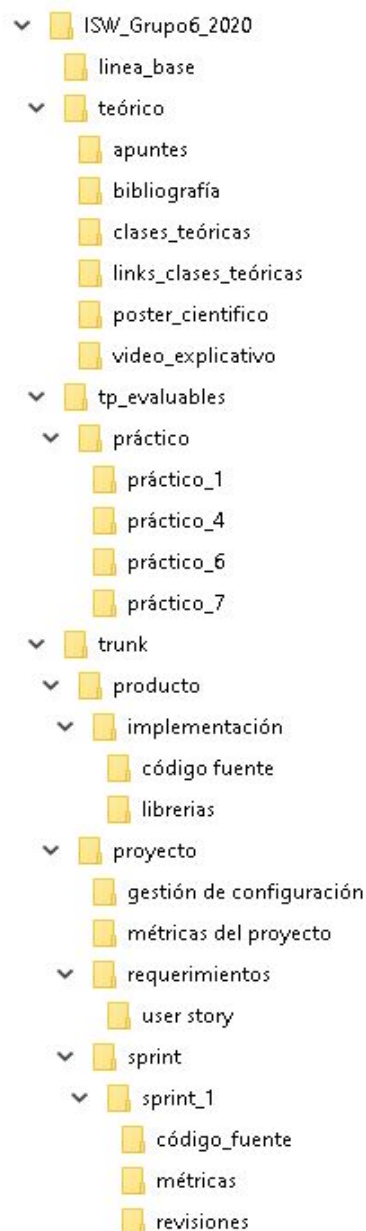 ISW_Grupo6_2020
linea_base
teórico
apuntes
bibliografía
clases_teóricas
links_clases_teóricas
poster_cientifico
video_explicativo
tp_evaluables
práctico
práctico_1
práctico_4
práctico_6
práctico_7
trunk
producto
implementación
código fuente
librerias
proyecto
gestión de configuración
métricas del proyecto
requerimientos
user story
sprint
sprint_1
código_fuente
métricas
revisiones